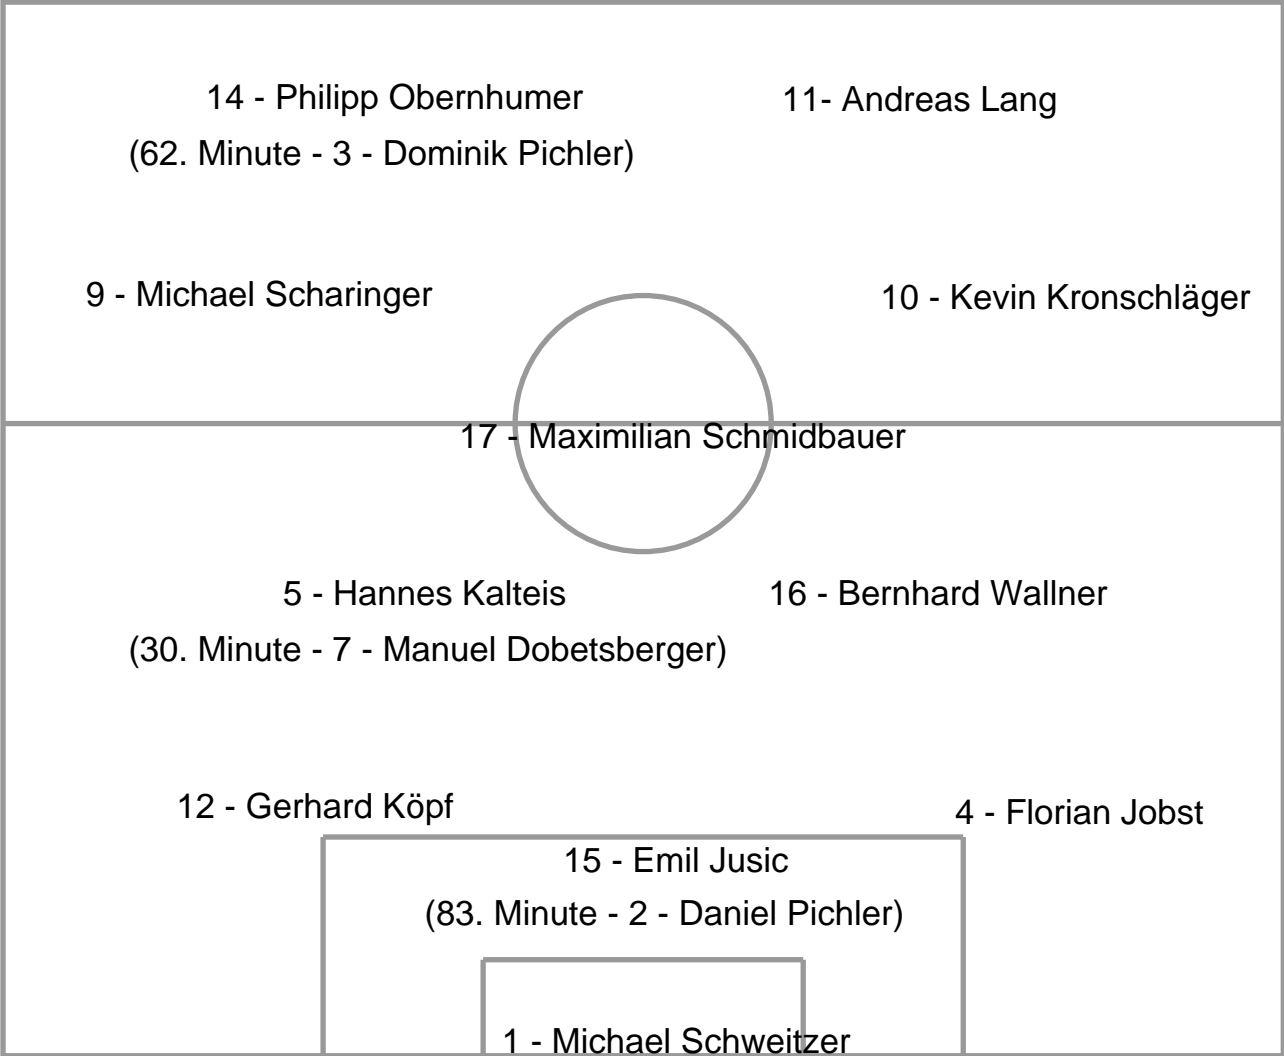 14 - Philipp Obernhumer
11- Andreas Lang
(62. Minute - 3 - Dominik Pichler)
9 - Michael Scharinger
10 - Kevin Kronschläger
17 - Maximilian Schmidbauer
5 - Hannes Kalteis
16 - Bernhard Wallner
(30. Minute - 7 - Manuel Dobetsberger)
12 - Gerhard Köpf
4 - Florian Jobst
15 - Emil Jusic
(83. Minute - 2 - Daniel Pichler)
1 - Michael Schweitzer